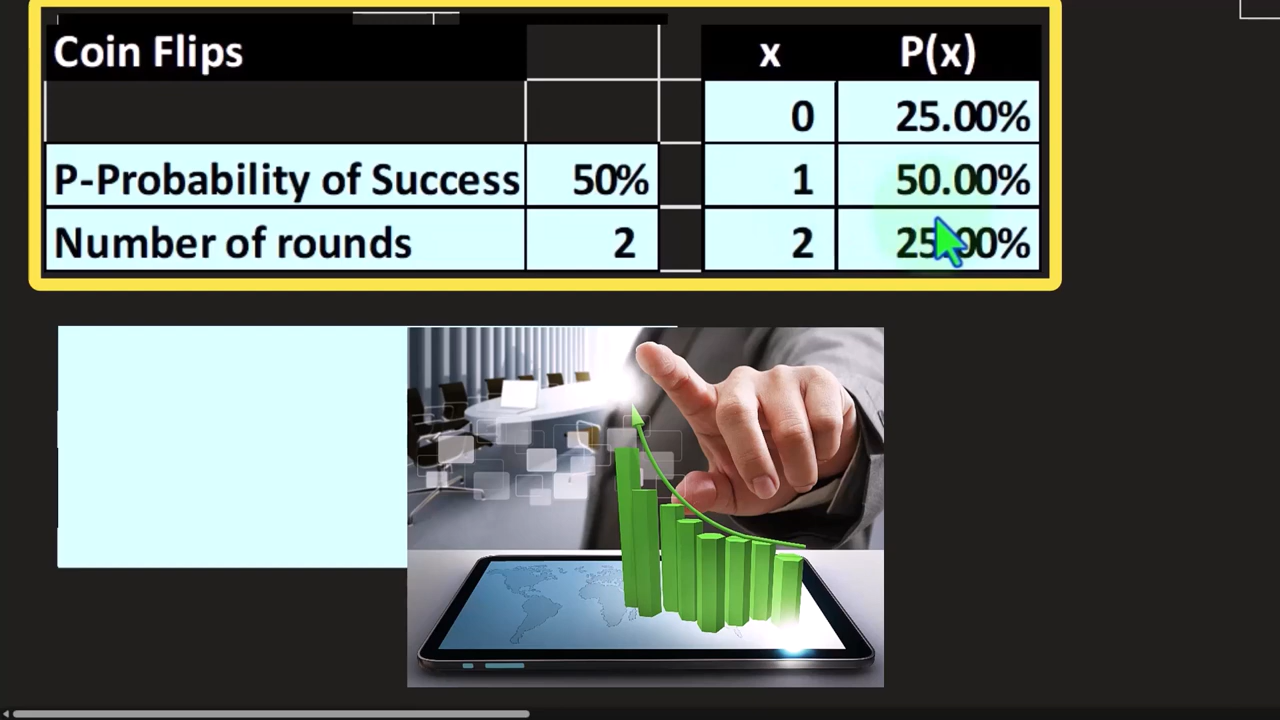 Coin Flips
x P(x)
0 25.00%
P-Probability of Success 50% 1 50.00%
Number of rounds 2 2 25.00%